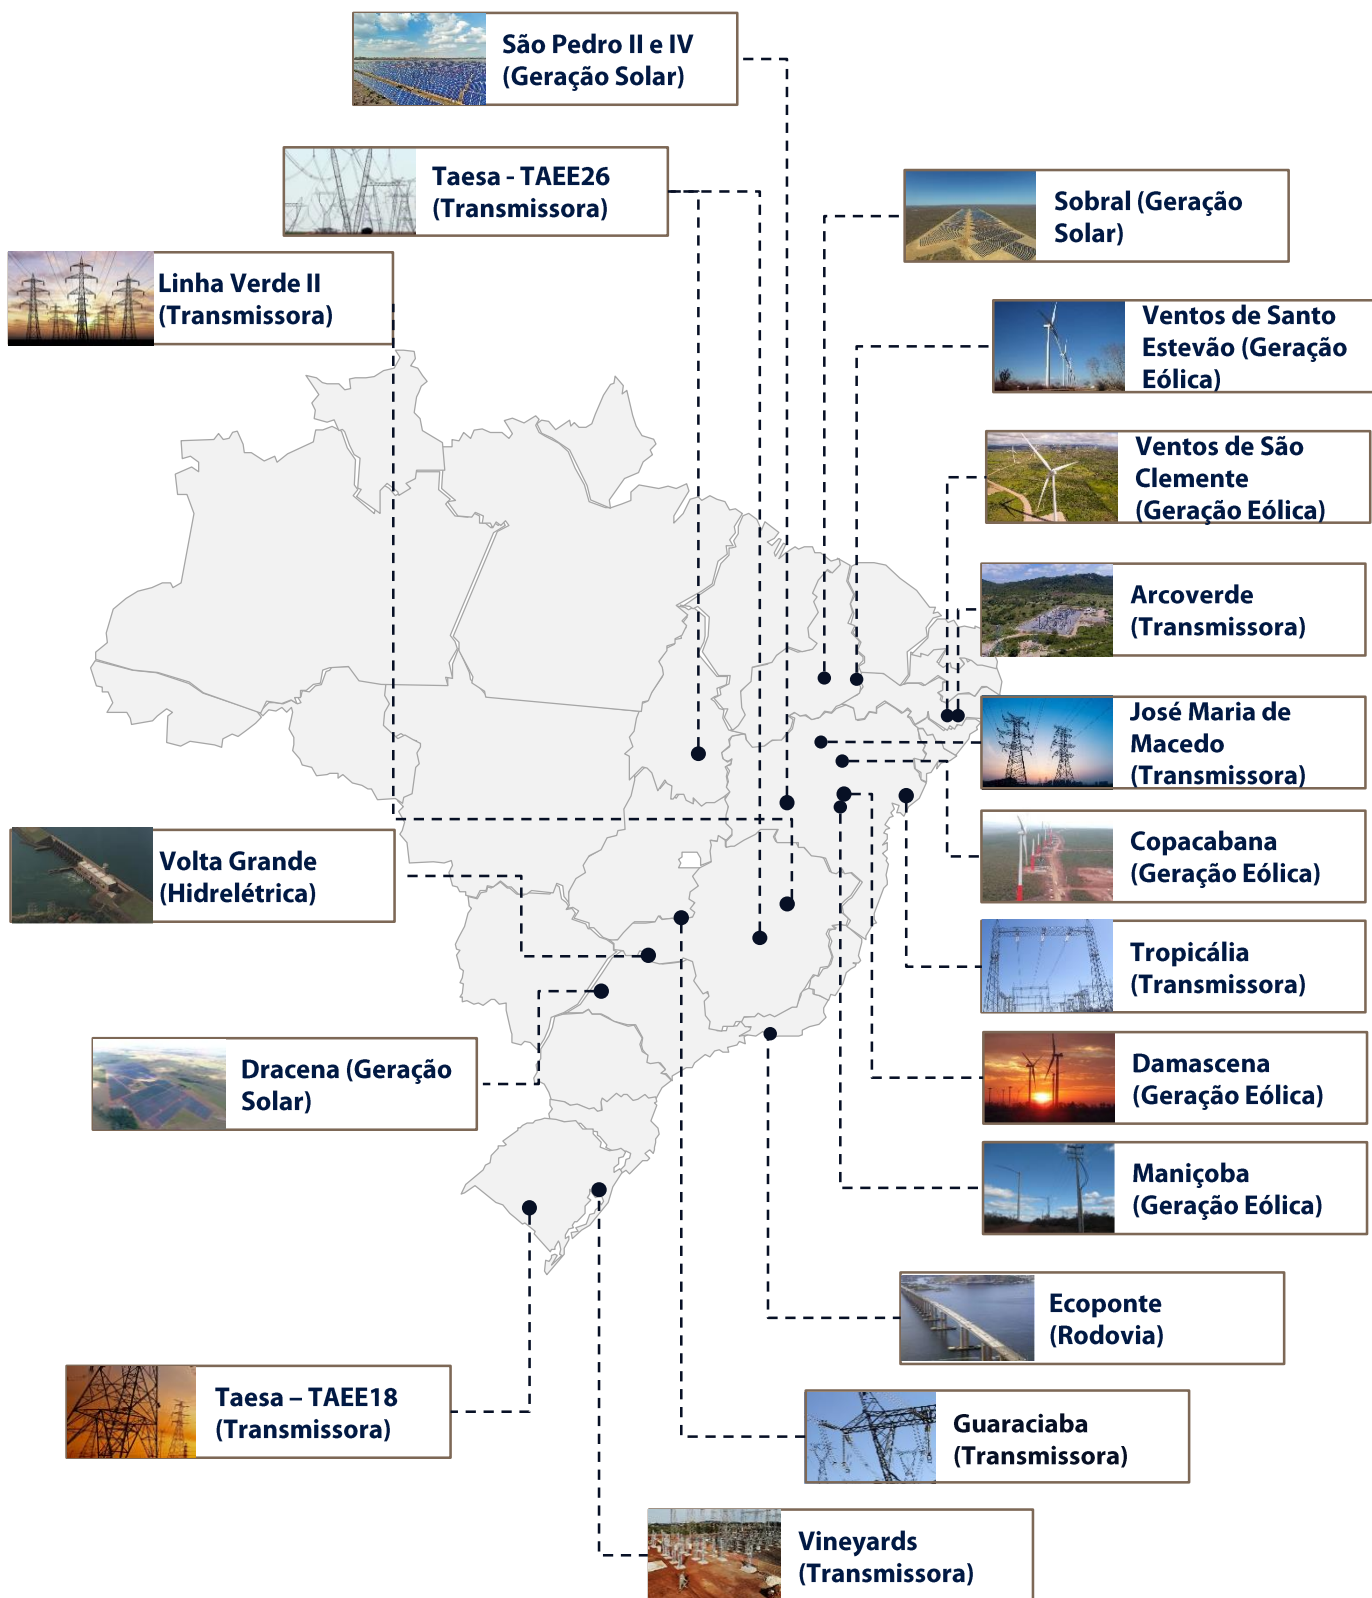 São Pedro II e IV
(Geração Solar)
Taesa - TAEE26
(Transmissora)
Sobral (Geração
Solar)
Linha Verde II
(Transmissora)
Ventos de Santo
Estevão (Geração
Eólica)
Ventos de São
Clemente
(Geração Eólica)
Arcoverde
(Transmissora)
José Maria de
Macedo
(Transmissora)
Copacabana
(Geração Eólica)
Volta Grande
(Hidrelétrica)
Tropicália
(Transmissora)
Dracena (Geração
Solar)
Damascena
(Geração Eólica)
Maniçoba
(Geração Eólica)
Ecoponte
(Rodovia)
Taesa – TAEE18
(Transmissora)
Guaraciaba
(Transmissora)
Vineyards
(Transmissora)